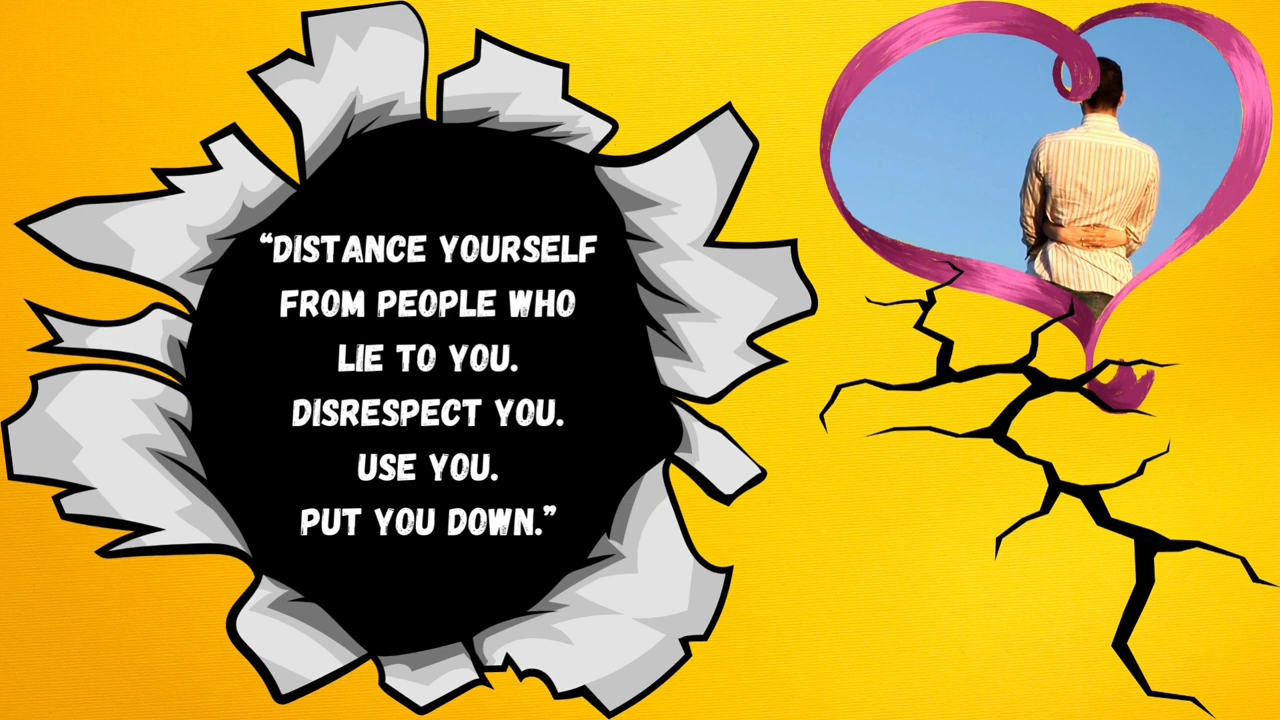 “DISTANCE YOURSELF
FROM PEOPLE WHO
LIE TO YOU.
DISRESPECT YOU.
USE YOU.
PUT YOU DOWN.”